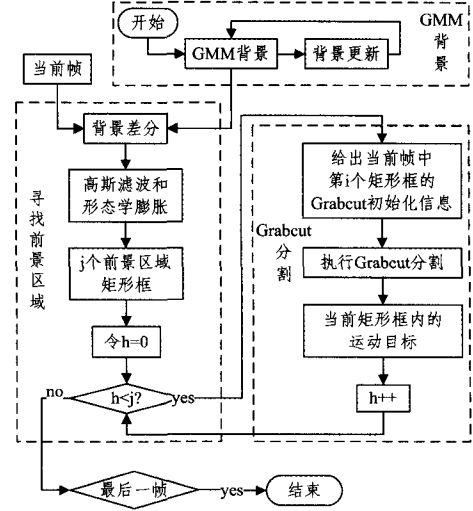 开始
GMM
背
景
GMM背景
背景更新
当前帧
背景差分
高斯滤波和
形态学膨胀
寻
找
前
景
区
域
j个前景区域
矩形框
令h=0
h<j?
no
yes
给出当前帧中
第i个矩形框的
Grabcut初始化信息
Grabcut
分
割
执行Grabcut分割
当前矩形框内的
运动目标
h++
最后一帧
yes
结束